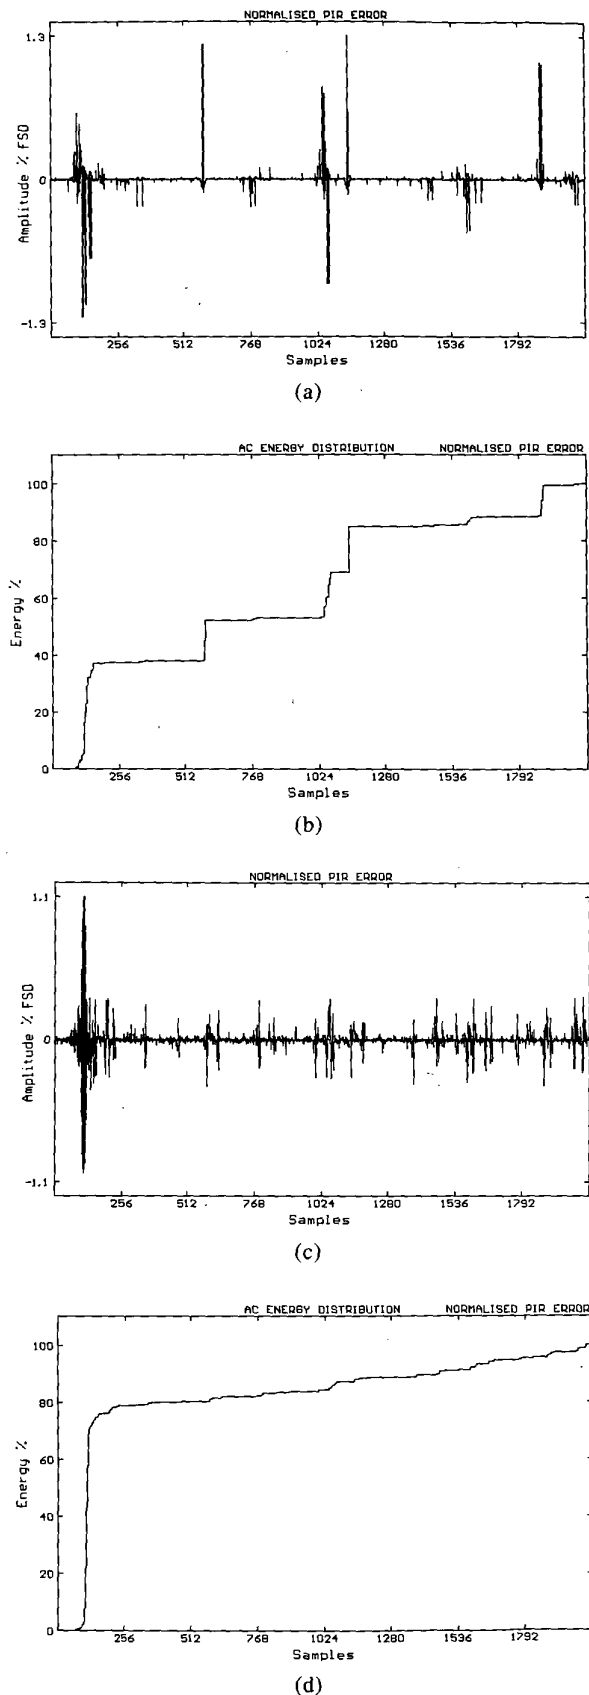 NORMALISED PIR ERROR
1.3
0
-1.3
Amplitude % FSD
256 512 768 1024 1280 1536 1792
Samples
(a)
AC ENERGY DISTRIBUTION NORMALISED PIR ERROR
100
80
60
40
20
0
Energy %
256 512 768 1024 1280 1536 1792
Samples
(b)
NORMALISED PIR ERROR
1.1
0
-1.1
Amplitude % FSD
256 512 768 1024 1280 1536 1792
Samples
(c)
AC ENERGY DISTRIBUTION NORMALISED PIR ERROR
100
80
60
40
20
0
Energy %
256 512 768 1024 1280 1536 1792
Samples
(d)